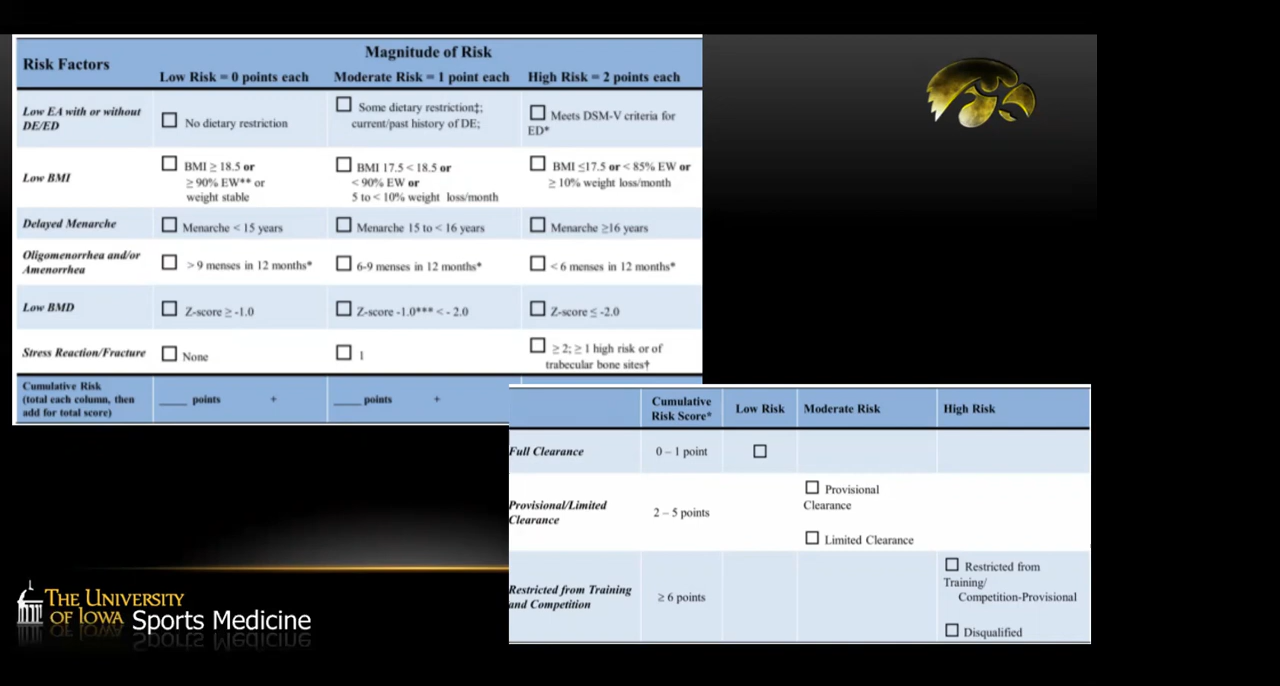 Risk Factors
Magnitude of Risk
Low Risk = 0 points each
Moderate Risk = 1 point each
High Risk = 2 points each
Low EA with or without
DE/ED
☐ No dietary restriction
☐ Some dietary restriction‡;
current/past history of DE;
☐ Meets DSM-V criteria for
ED*
Low BMI
☐ BMI ≥ 18.5 or
≥ 90% EW** or
weight stable
☐ BMI 17.5 < 18.5 or
< 90% EW or
5 to < 10% weight loss/month
☐ BMI ≤17.5 or < 85% EW or
≥ 10% weight loss/month
Delayed Menarche
☐ Menarche < 15 years
☐ Menarche 15 to < 16 years
☐ Menarche ≥16 years
Oligomenorrhea and/or
Amenorrhea
☐ > 9 menses in 12 months*
☐ 6-9 menses in 12 months*
☐ < 6 menses in 12 months*
Low BMD
☐ Z-score ≥ -1.0
☐ Z-score -1.0*** < - 2.0
☐ Z-score ≤ -2.0
Stress Reaction/Fracture
☐ None
☐ 1
☐ ≥ 2; ≥ 1 high risk or of
trabecular bone sites†
Cumulative Risk
(total each column, then
add for total score)
_____ points +
_____ points +
Cumulative
Risk Score*
Low Risk
Moderate Risk
High Risk
Full Clearance
0 – 1 point
☐
Provisional/Limited
Clearance
2 – 5 points
☐ Provisional
Clearance
☐ Limited Clearance
Restricted from Training
and Competition
≥ 6 points
☐ Restricted from
Training/
Competition-Provisional
☐ Disqualified
THE UNIVERSITY
OF IOWA Sports Medicine